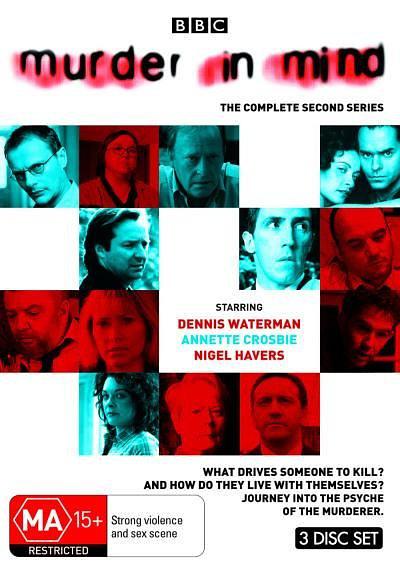 BBC
murder in mind
THE COMPLETE SECOND SERIES
STARRING
DENNIS WATERMAN
ANNETTE CROSBIE
NIGEL HAVERS
WHAT DRIVES SOMEONE TO KILL?
AND HOW DO THEY LIVE WITH THEMSELVES?
JOURNEY INTO THE PSYCHE
OF THE MURDERER.
MA 15+
Strong violence
and sex scene
RESTRICTED
3 DISC SET